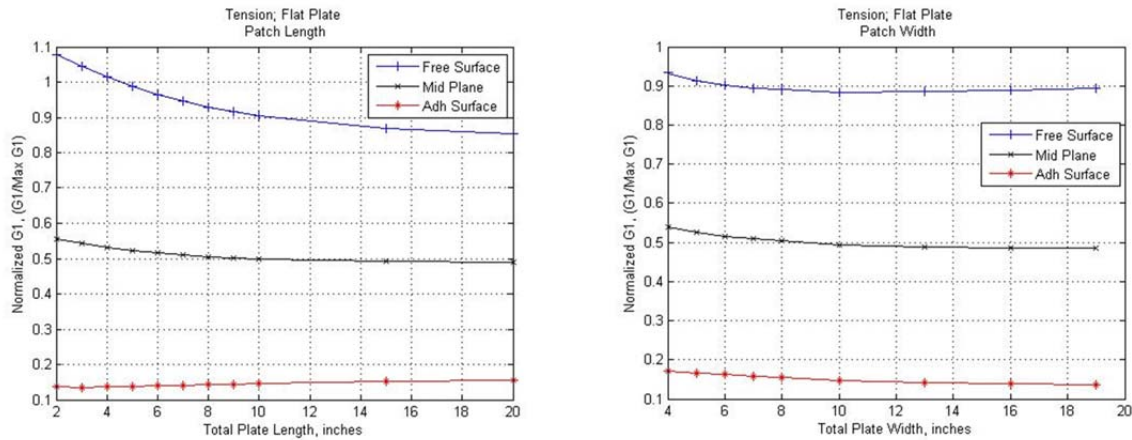 Tension; Flat Plate
Patch Length
Normalized G1, (G1/Max G1)
1.1
1
0.9
0.8
0.7
0.6
0.5
0.4
0.3
0.2
0.1
Free Surface
Mid Plane
Adh Surface
2 4 6 8 10 12 14 16 18 20
Total Plate Length, inches
Tension; Flat Plate
Patch Width
Normalized G1, (G1/Max G1)
1
0.9
0.8
0.7
0.6
0.5
0.4
0.3
0.2
0.1
Free Surface
Mid Plane
Adh Surface
4 6 8 10 12 14 16 18 20
Total Plate Width, inches